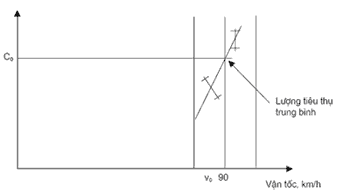 C₀
Lượng tiêu thụ
trung bình
v₀ 90
Vận tốc, km/h